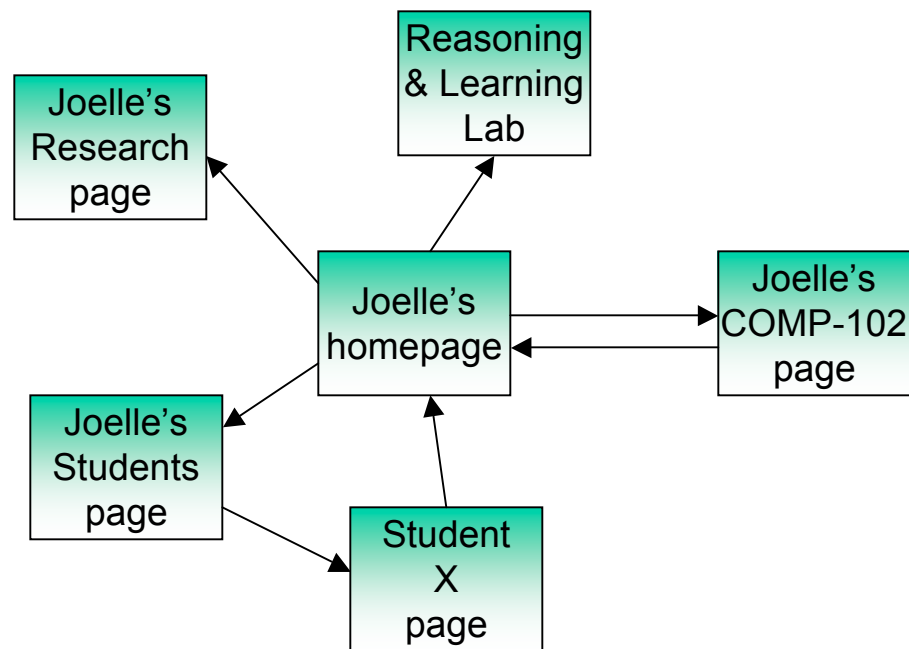 Reasoning
& Learning
Lab
Joelle’s
Research
page
Joelle’s
homepage
Joelle’s
COMP-102
page
Joelle’s
Students
page
Student
X
page